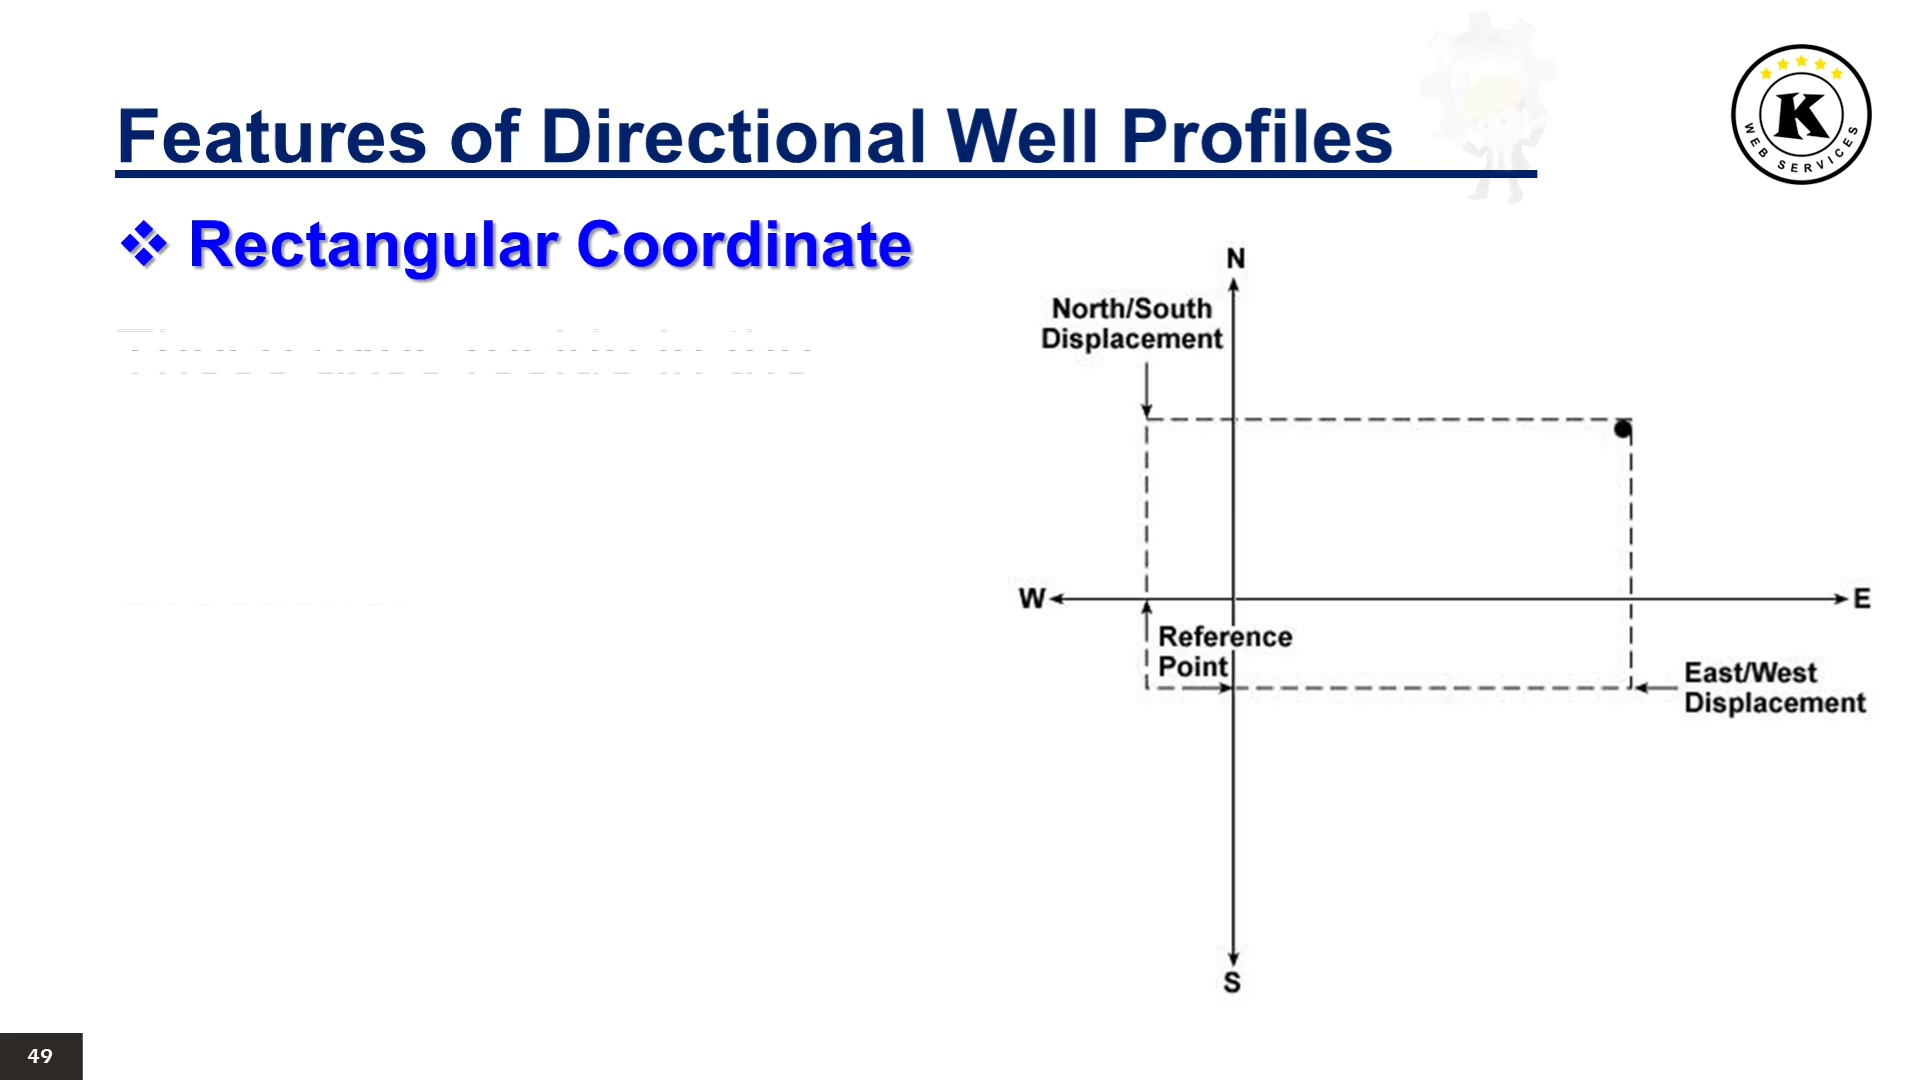 Features of Directional Well Profiles
K
WEB SERVICES
❖ Rectangular Coordinate
N
North/South
Displacement
W
E
Reference
Point
East/West
Displacement
S
49